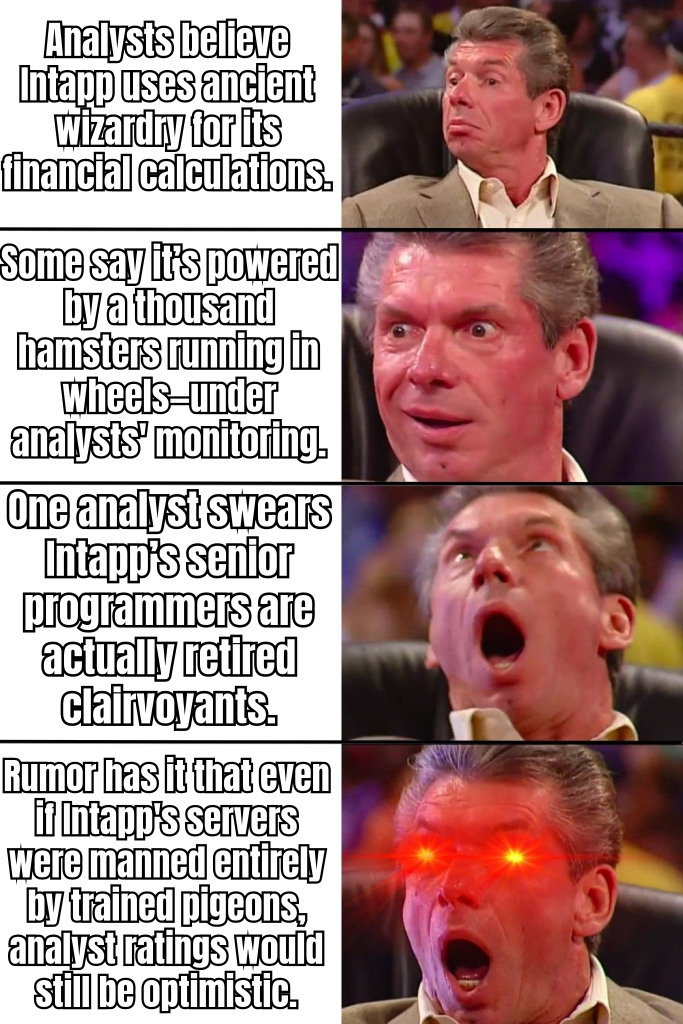 Analysts believe
Intapp uses ancient
wizardry for its
financial calculations.
Some say it's powered
by a thousand
hamsters running in
wheels—under
analysts' monitoring.
One analyst swears
Intapp's senior
programmers are
actually retired
clairvoyants.
Rumor has it that even
if Intapp's servers
were manned entirely
by trained pigeons,
analyst ratings would
still be optimistic.